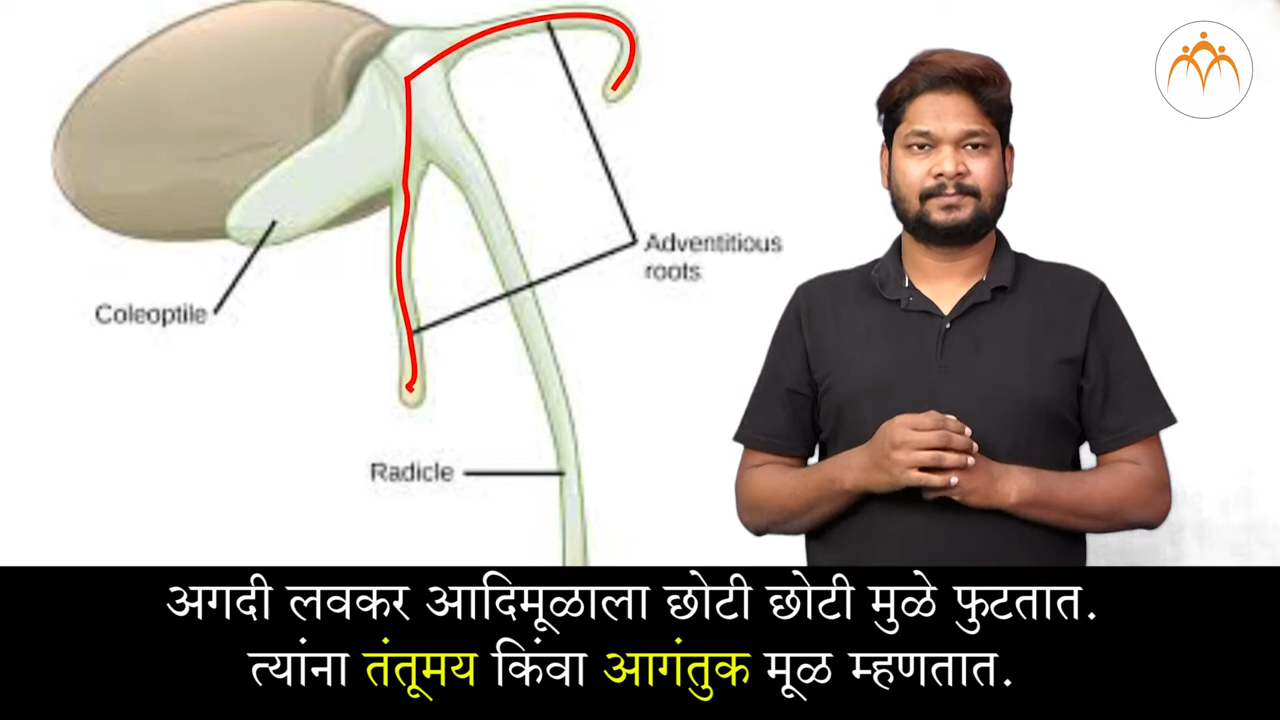 Adventitious
roots
Coleoptile
Radicle
अगदी लवकर आदिमूळाला छोटी छोटी मुळे फुटतात.
त्यांना तंतूमय किंवा आगंतुक मूळ म्हणतात.